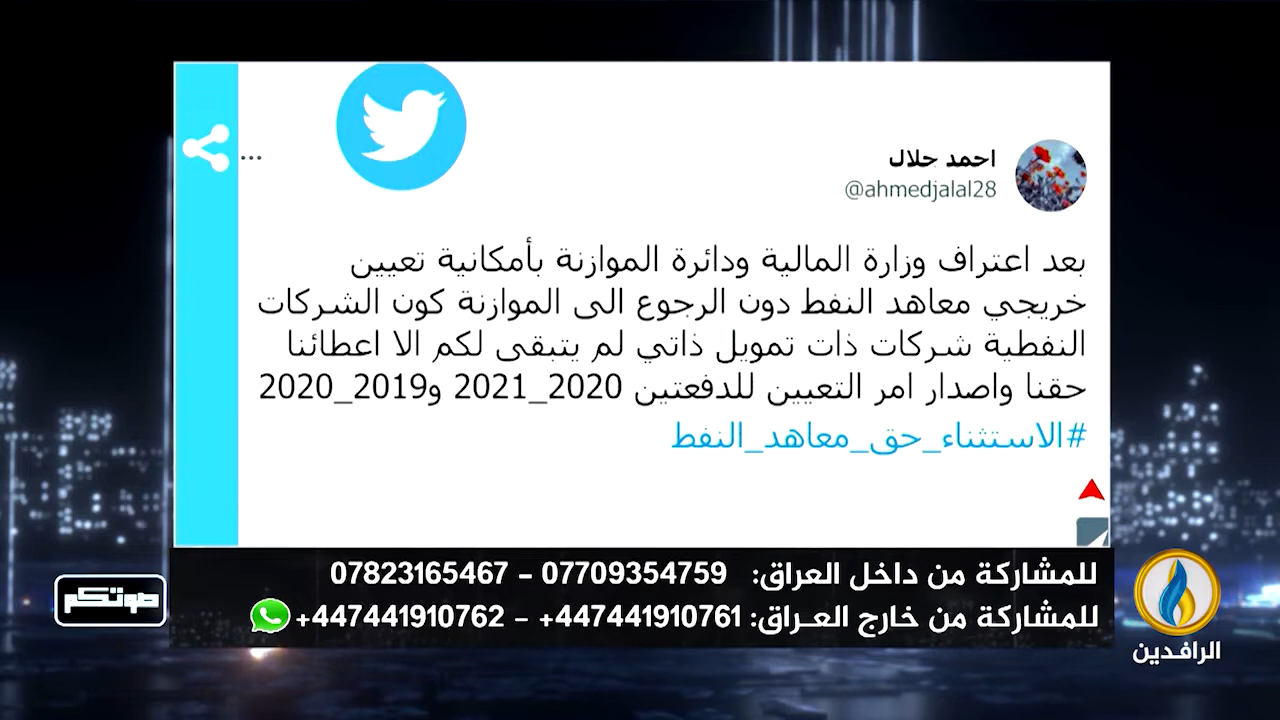 احمد جلال
@ahmedjalal28
...
بعد اعتراف وزارة المالية ودائرة الموازنة بأمكانية تعيين
خريجي معاهد النفط دون الرجوع الى الموازنة كون الشركات
النفطية شركات ذات تمويل ذاتي لم يتبقى لكم الا اعطائنا
حقنا واصدار امر التعيين للدفعتين 2020_2021 و2019_2020
#الاستثناء_حق_معاهد_النفط
للمشاركة من داخل العراق: 07709354759 - 07823165467
للمشاركة من خارج العراق: 447441910761+ - 447441910762+
صوتكم
الرافدين